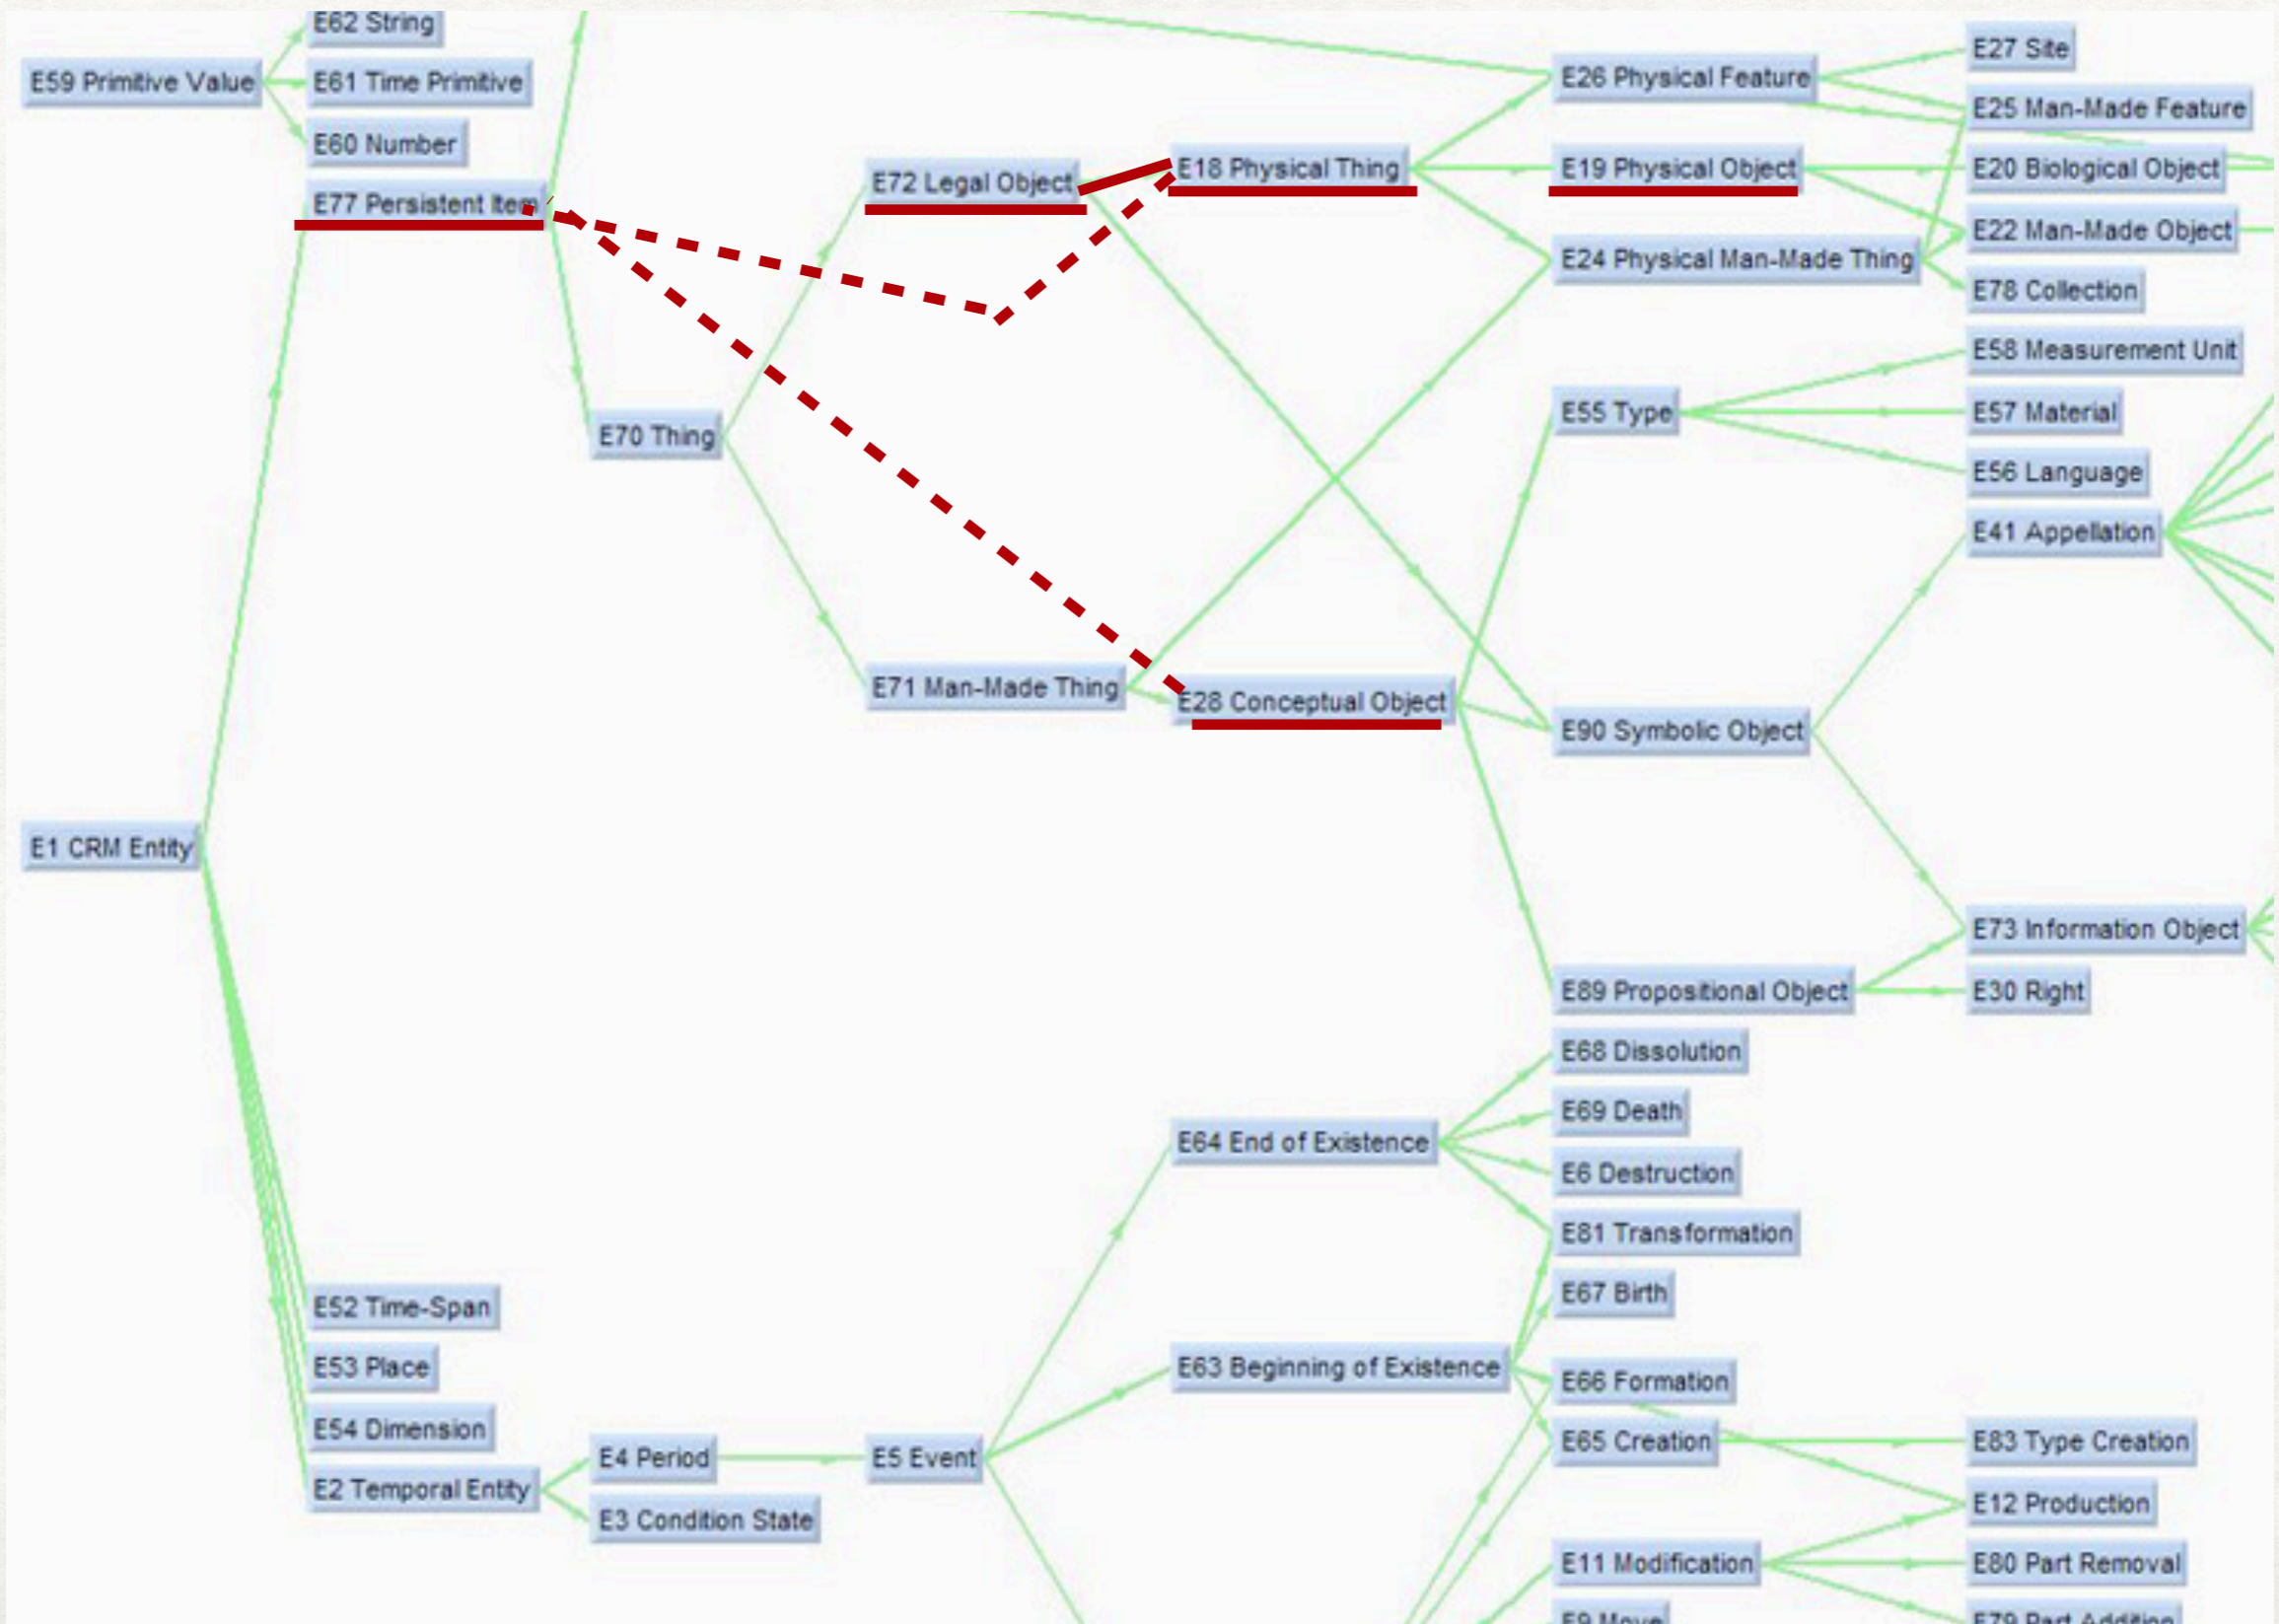 E62 String
E59 Primitive Value
E61 Time Primitive
E60 Number
E77 Persistent Item
E72 Legal Object
E18 Physical Thing
E26 Physical Feature
E19 Physical Object
E24 Physical Man-Made Thing
E27 Site
E25 Man-Made Feature
E20 Biological Object
E22 Man-Made Object
E78 Collection
E58 Measurement Unit
E55 Type
E57 Material
E56 Language
E70 Thing
E41 Appellation
E71 Man-Made Thing
E28 Conceptual Object
E90 Symbolic Object
E1 CRM Entity
E73 Information Object
E89 Propositional Object
E30 Right
E68 Dissolution
E69 Death
E64 End of Existence
E6 Destruction
E81 Transformation
E67 Birth
E52 Time-Span
E53 Place
E63 Beginning of Existence
E66 Formation
E54 Dimension
E65 Creation
E83 Type Creation
E4 Period
E5 Event
E2 Temporal Entity
E3 Condition State
E12 Production
E11 Modification
E80 Part Removal
E9 Move
E79 Part Addition